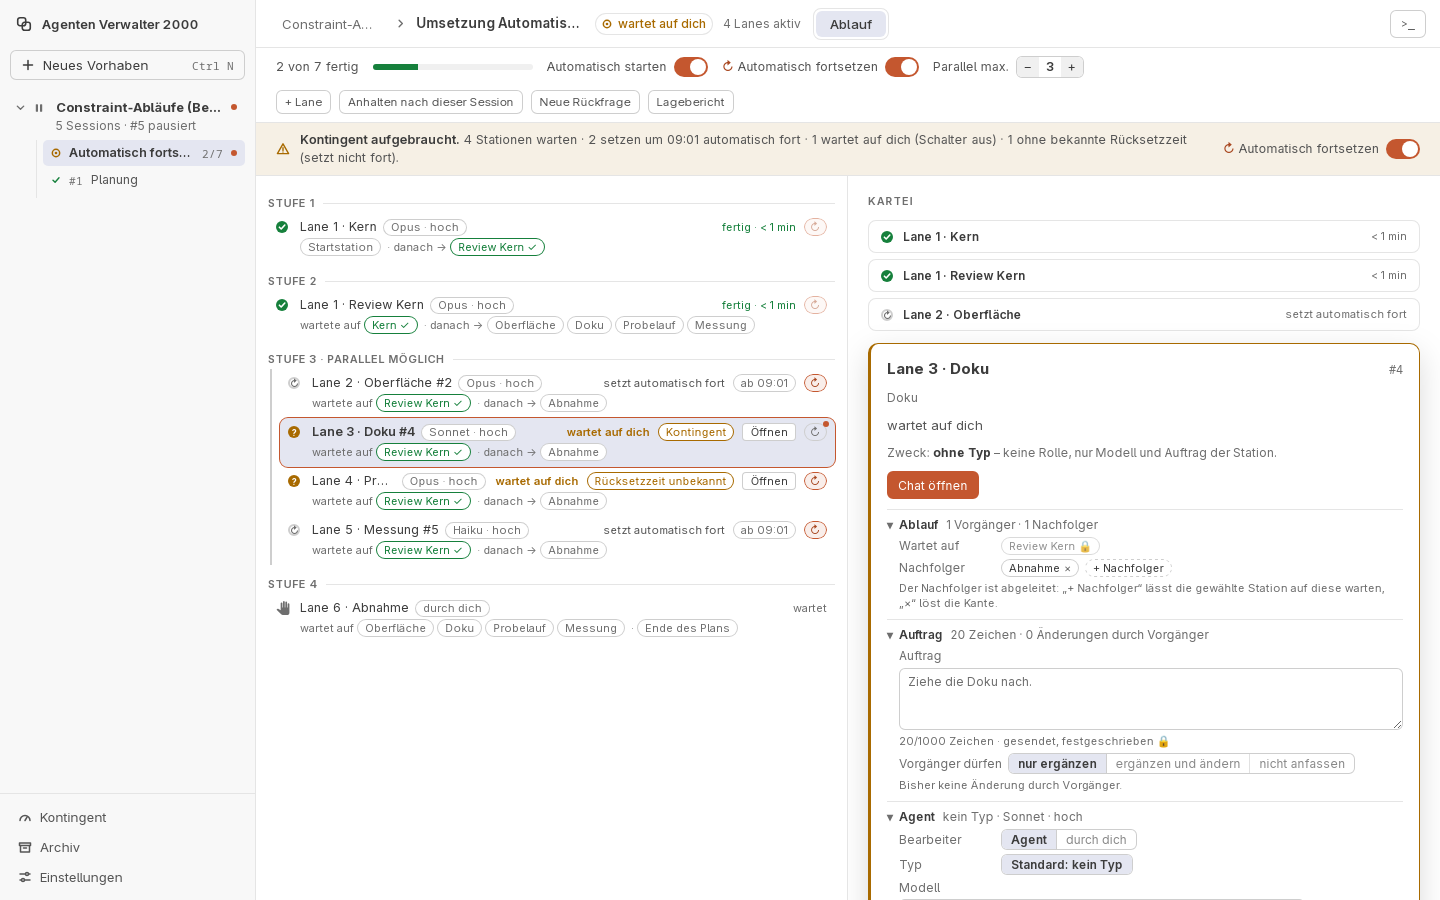 Agenten Verwalter 2000
Neues Vorhaben Ctrl N
Constraint-Abläufe (Be...
5 Sessions · #5 pausiert
Automatisch forts... 2/7
#1 Planung
Kontingent
Archiv
Einstellungen
Constraint-A... Umsetzung Automatis... wartet auf dich 4 Lanes aktiv Ablauf >_
2 von 7 fertig Automatisch starten Automatisch fortsetzen Parallel max. − 3 +
+ Lane Anhalten nach dieser Session Neue Rückfrage Lagebericht
Kontingent aufgebraucht. 4 Stationen warten · 2 setzen um 09:01 automatisch fort · 1 wartet auf dich (Schalter aus) · 1 ohne bekannte Rücksetzzeit
(setzt nicht fort).
Automatisch fortsetzen
STUFE 1
Lane 1 · Kern Opus · hoch fertig · < 1 min
Startstation · danach → Review Kern ✓
STUFE 2
Lane 1 · Review Kern Opus · hoch fertig · < 1 min
wartete auf Kern ✓ · danach → Oberfläche Doku Probelauf Messung
STUFE 3 · PARALLEL MÖGLICH
Lane 2 · Oberfläche #2 Opus · hoch setzt automatisch fort ab 09:01
wartete auf Review Kern ✓ · danach → Abnahme
Lane 3 · Doku #4 Sonnet · hoch wartet auf dich Kontingent Öffnen
wartete auf Review Kern ✓ · danach → Abnahme
Lane 4 · Pr... Opus · hoch wartet auf dich Rücksetzzeit unbekannt Öffnen
wartete auf Review Kern ✓ · danach → Abnahme
Lane 5 · Messung #5 Haiku · hoch setzt automatisch fort ab 09:01
wartete auf Review Kern ✓ · danach → Abnahme
STUFE 4
Lane 6 · Abnahme durch dich wartet
wartet auf Oberfläche Doku Probelauf Messung · Ende des Plans
KARTEI
Lane 1 · Kern < 1 min
Lane 1 · Review Kern < 1 min
Lane 2 · Oberfläche setzt automatisch fort
Lane 3 · Doku #4
Doku
wartet auf dich
Zweck: ohne Typ – keine Rolle, nur Modell und Auftrag der Station.
Chat öffnen
▾ Ablauf 1 Vorgänger · 1 Nachfolger
Wartet auf Review Kern 🔒
Nachfolger Abnahme × + Nachfolger
Der Nachfolger ist abgeleitet: „+ Nachfolger“ lässt die gewählte Station auf diese warten,
„×“ löst die Kante.
▾ Auftrag 20 Zeichen · 0 Änderungen durch Vorgänger
Auftrag
Ziehe die Doku nach.
20/1000 Zeichen · gesendet, festgeschrieben 🔒
Vorgänger dürfen nur ergänzen ergänzen und ändern nicht anfassen
Bisher keine Änderung durch Vorgänger.
▾ Agent kein Typ · Sonnet · hoch
Bearbeiter Agent durch dich
Typ Standard: kein Typ
Modell